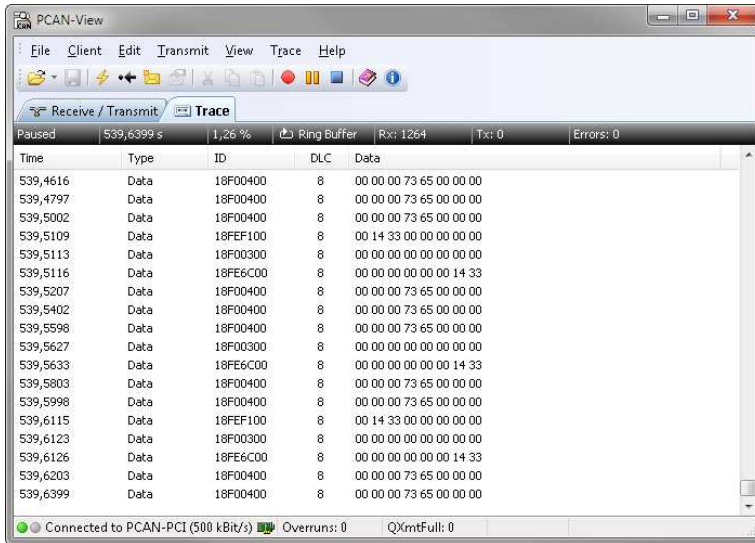 PCAN-View
File Client Edit Transmit View Trace Help
Receive / Transmit Trace
Paused 539,6399 s 1,26 % Ring Buffer Rx: 1264 Tx: 0 Errors: 0
Time Type ID DLC Data
539,4616 Data 18F00400 8 00 00 00 73 65 00 00 00
539,4797 Data 18F00400 8 00 00 00 73 65 00 00 00
539,5002 Data 18F00400 8 00 00 00 73 65 00 00 00
539,5109 Data 18FEF100 8 00 14 33 00 00 00 00 00
539,5113 Data 18F00300 8 00 00 00 00 00 00 00 00
539,5116 Data 18FE6C00 8 00 00 00 00 00 00 14 33
539,5207 Data 18F00400 8 00 00 00 73 65 00 00 00
539,5402 Data 18F00400 8 00 00 00 73 65 00 00 00
539,5598 Data 18F00400 8 00 00 00 73 65 00 00 00
539,5627 Data 18F00300 8 00 00 00 00 00 00 00 00
539,5633 Data 18FE6C00 8 00 00 00 00 00 00 14 33
539,5803 Data 18F00400 8 00 00 00 73 65 00 00 00
539,5998 Data 18F00400 8 00 00 00 73 65 00 00 00
539,6115 Data 18FEF100 8 00 14 33 00 00 00 00 00
539,6123 Data 18F00300 8 00 00 00 00 00 00 00 00
539,6126 Data 18FE6C00 8 00 00 00 00 00 00 14 33
539,6203 Data 18F00400 8 00 00 00 73 65 00 00 00
539,6399 Data 18F00400 8 00 00 00 73 65 00 00 00
Connected to PCAN-PCI (500 kBit/s) Overruns: 0 QXmtFull: 0